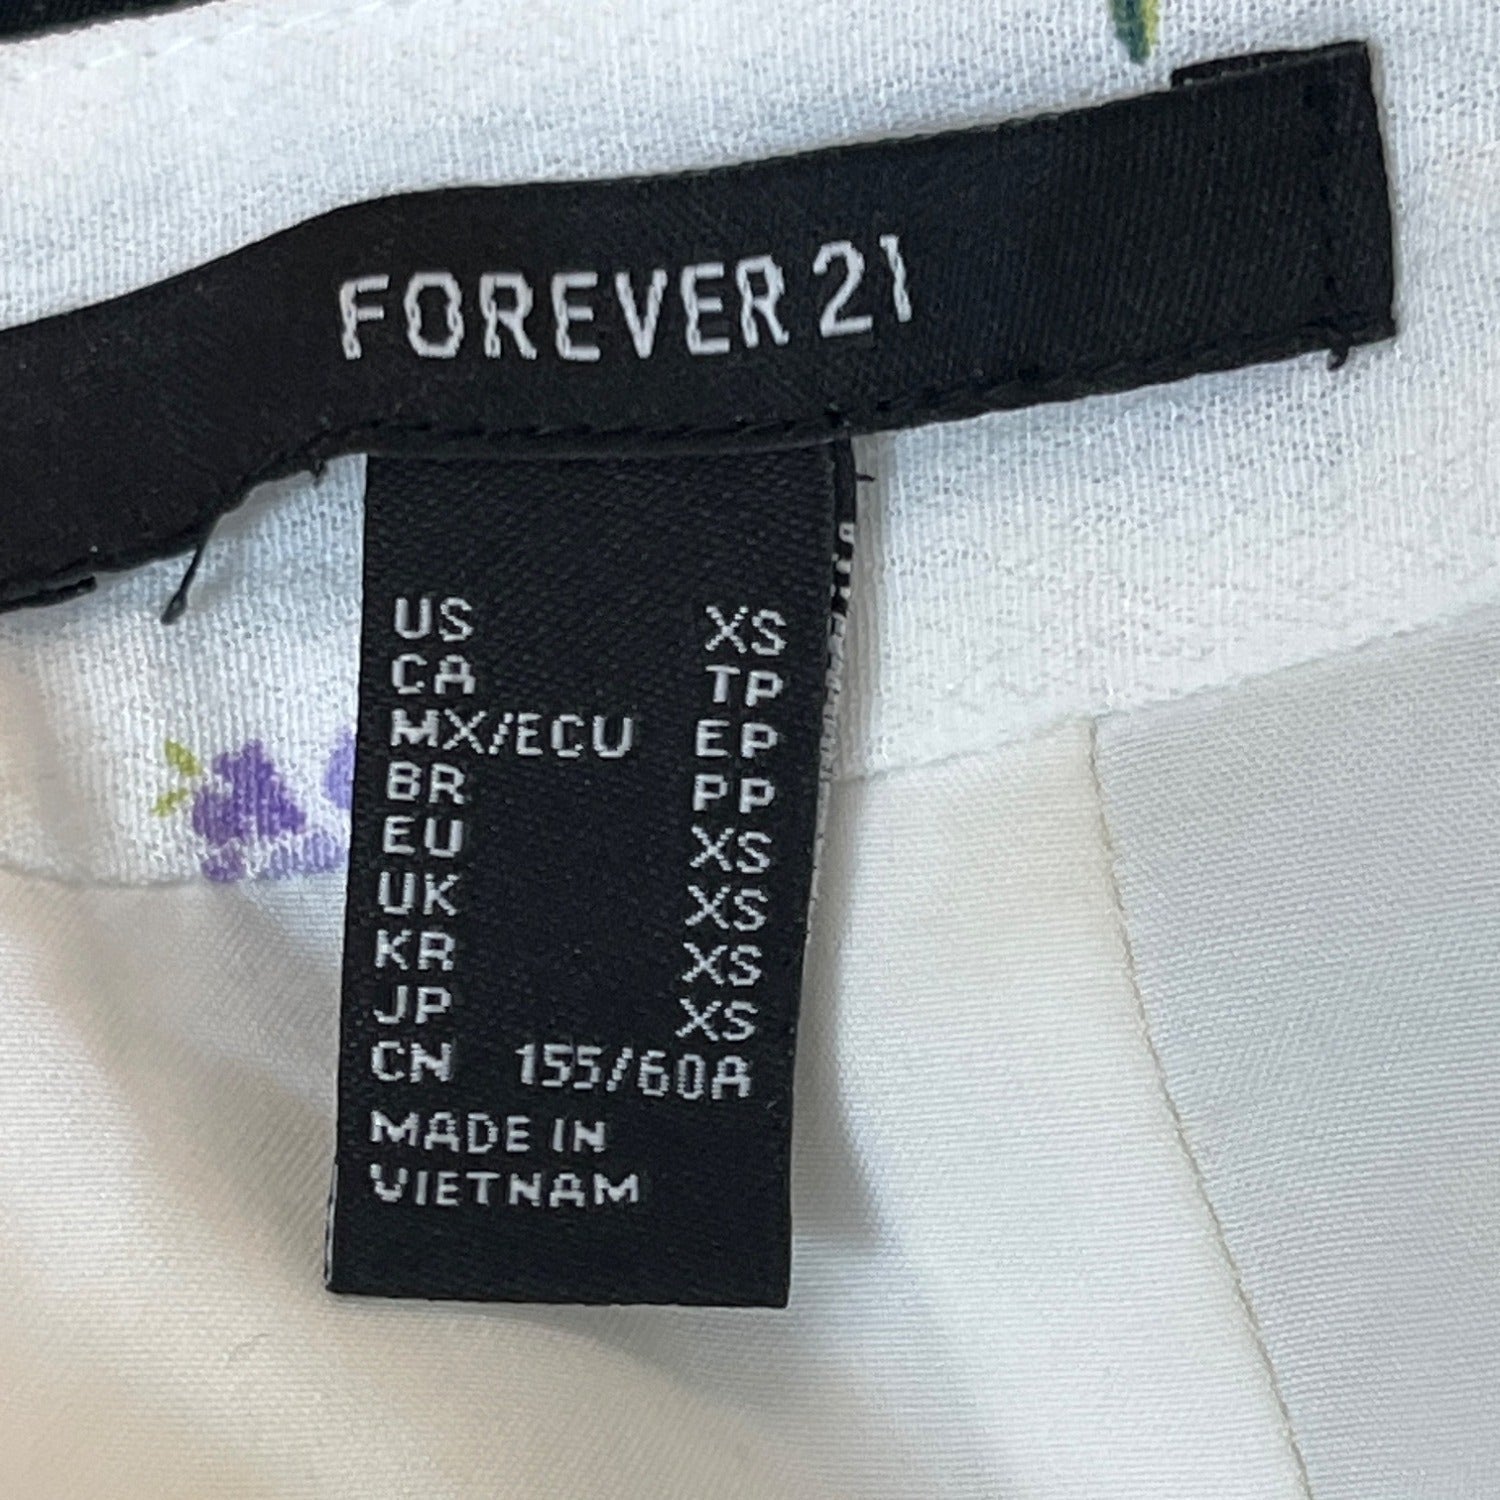 FOREVER 21
US XS
CA TP
MX/ECU EP
BR PP
EU XS
UK XS
KR XS
JP XS
CN 155/60A
MADE IN
VIETNAM